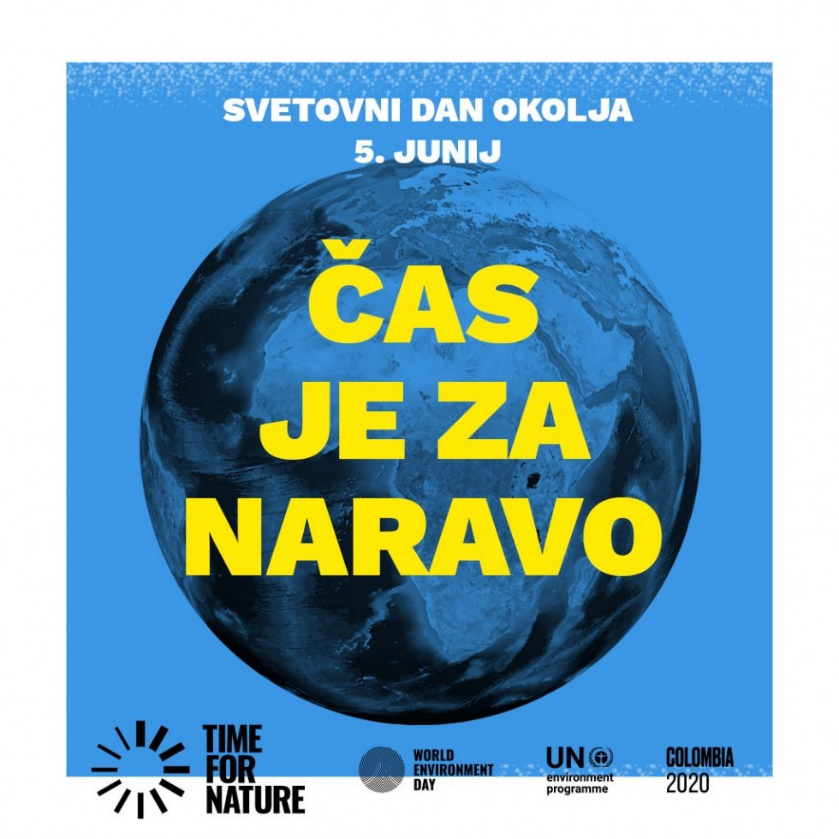 SVETOVNI DAN OKOLJA
5. JUNIJ
ČAS
JE ZA
NARAVO
TIME
FOR
NATURE
WORLD
ENVIRONMENT
DAY
UN
environment
programme
COLOMBIA
2020